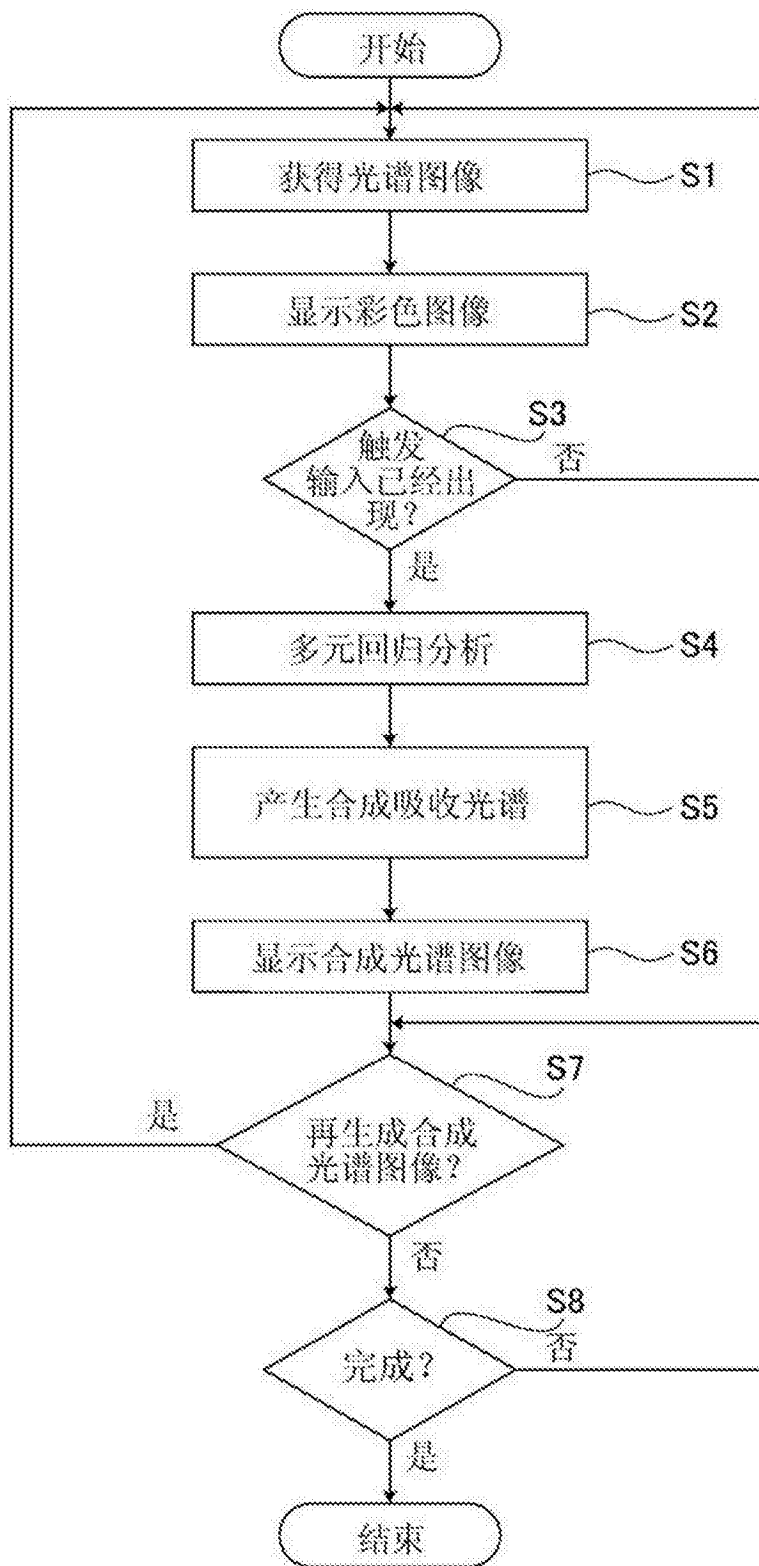 开始
获得光谱图像
S1
显示彩色图像
S2
S3
触发
输入已经出
现?
否
是
多元回归分析
S4
产生合成吸收光谱
S5
显示合成光谱图像
S6
S7
是
再生成合成
光谱图像?
否
S8
完成?
否
是
结束